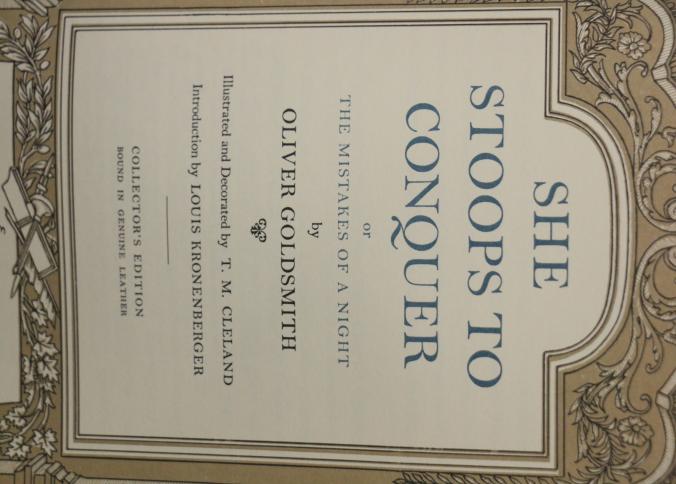 SHE
STOOPS TO
CONQUER
or
THE MISTAKES OF A NIGHT
by
OLIVER GOLDSMITH
Illustrated and Decorated by T. M. CLELAND
Introduction by LOUIS KRONENBERGER
COLLECTOR'S EDITION
BOUND IN GENUINE LEATHER